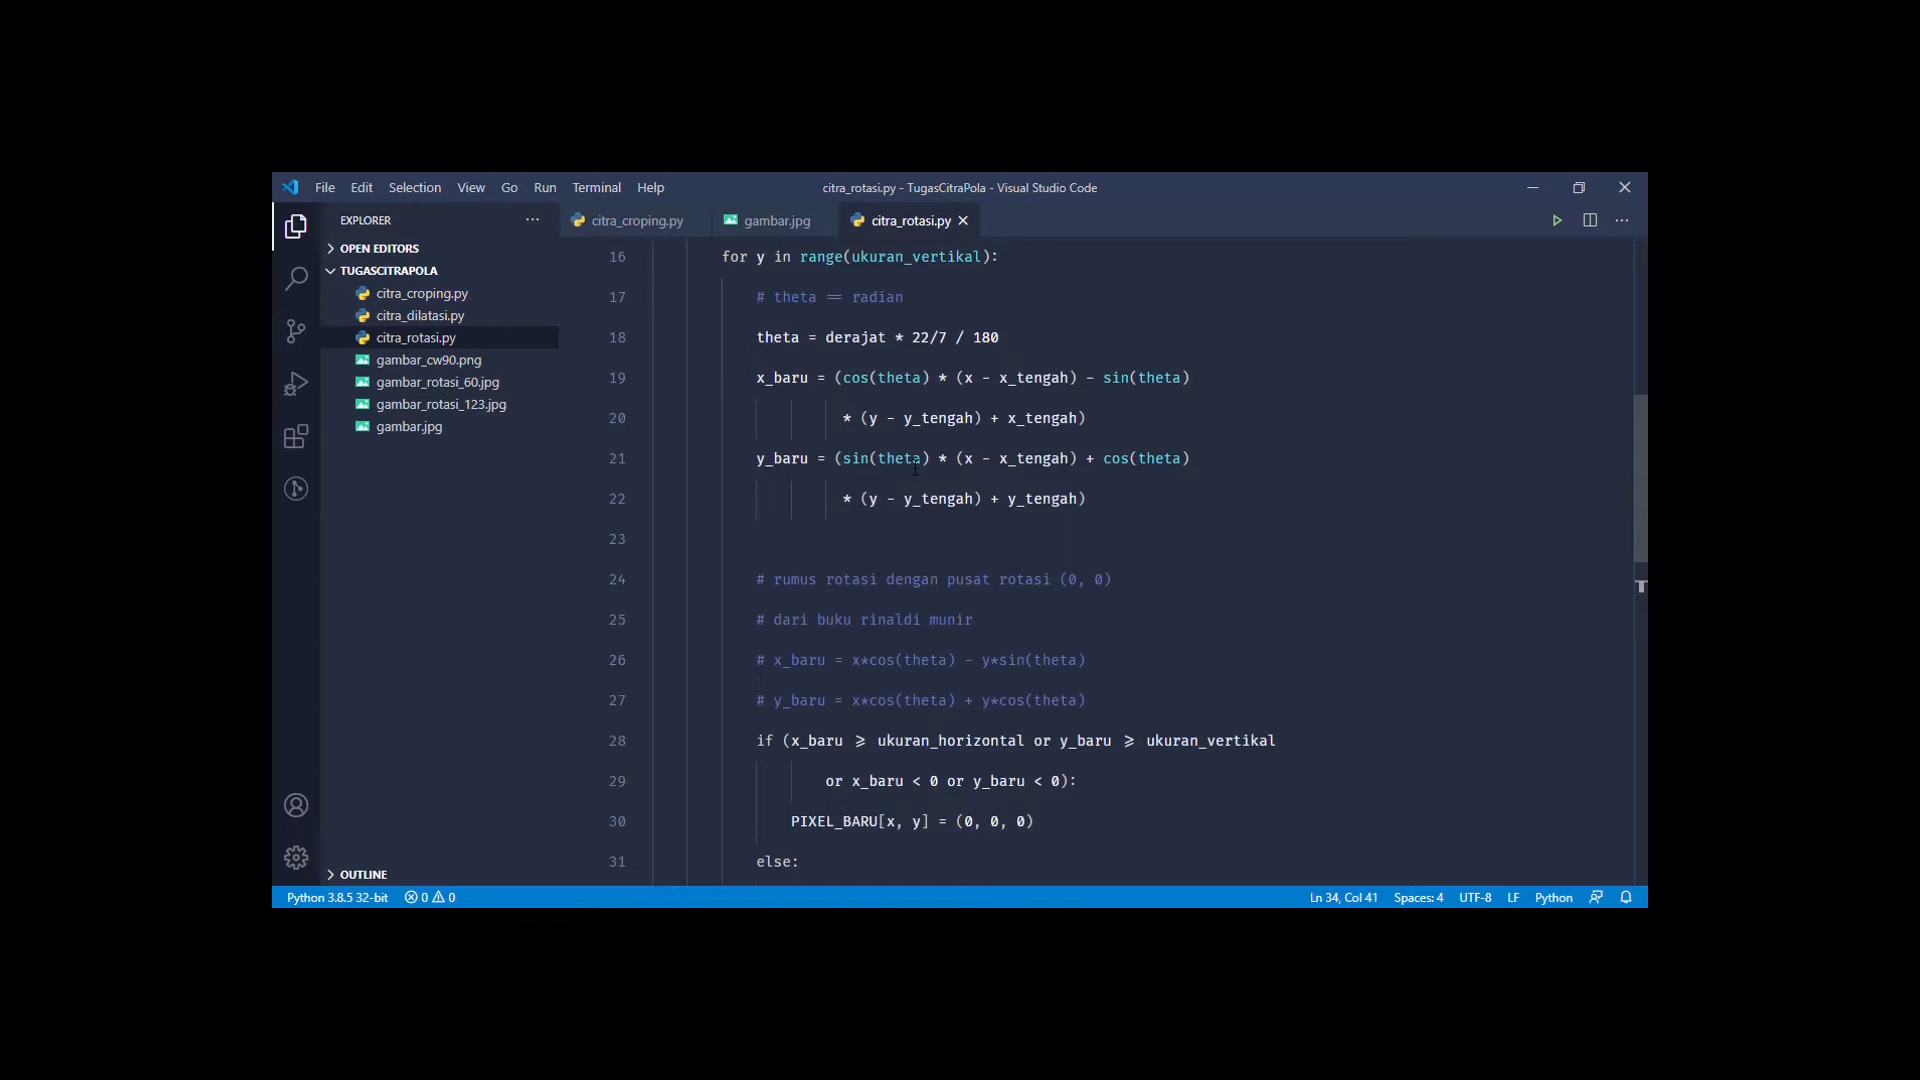 File Edit Selection View Go Run Terminal Help
citra_rotasi.py - TugasCitraPola - Visual Studio Code
EXPLORER
citra_croping.py
gambar.jpg
citra_rotasi.py
OPEN EDITORS
TUGASCITRAPOLA
citra_croping.py
citra_dilatasi.py
citra_rotasi.py
gambar_cw90.png
gambar_rotasi_60.jpg
gambar_rotasi_123.jpg
gambar.jpg
OUTLINE
16 for y in range(ukuran_vertikal):
17 # theta == radian
18 theta = derajat * 22/7 / 180
19 x_baru = (cos(theta) * (x - x_tengah) - sin(theta)
20 * (y - y_tengah) + x_tengah)
21 y_baru = (sin(theta) * (x - x_tengah) + cos(theta)
22 * (y - y_tengah) + y_tengah)
23
24 # rumus rotasi dengan pusat rotasi (0, 0)
25 # dari buku rinaldi munir
26 # x_baru = x*cos(theta) - y*sin(theta)
27 # y_baru = x*cos(theta) + y*cos(theta)
28 if (x_baru >= ukuran_horizontal or y_baru >= ukuran_vertikal
29 or x_baru < 0 or y_baru < 0):
30 PIXEL_BARU[x, y] = (0, 0, 0)
31 else:
Python 3.8.5 32-bit 0 0 Ln 34, Col 41 Spaces: 4 UTF-8 LF Python